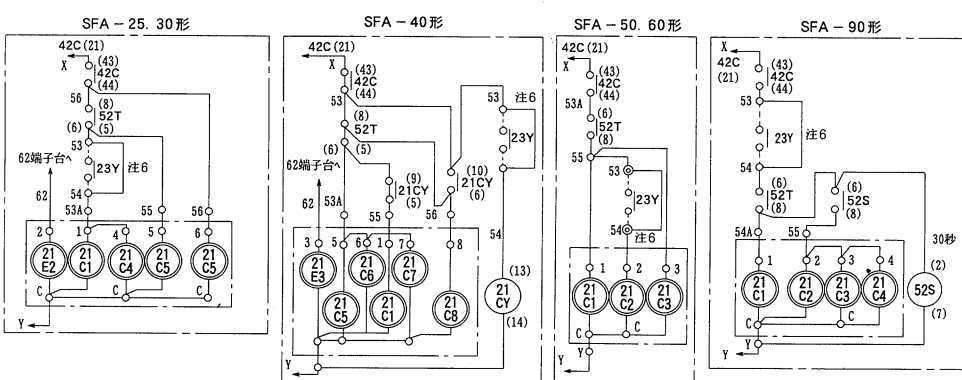 SFA－25. 30形
42C(21)
X
(43)
42C
(44)
56
(8)
52T
(6)
(5)
53
62端子台へ
23Y
注6
54
62
53A
55
56
2
1
4
5
6
21
E2
21
C1
21
C4
21
C5
21
C5
C
C
Y
SFA－40形
42C(21)
X
(43)
42C
(44)
53
53
注6
(8)
52T
23Y
(6)
(5)
62端子台へ
(9)
21CY
(5)
(10)
21CY
(6)
62
53A
55
56
54
3
5
6
1
7
8
21
E3
21
C6
21
C7
21
C5
21
C1
21
C8
(13)
21
CY
(14)
Y
SFA－50. 60形
42C(21)
X
(43)
42C
(44)
53A
(6)
52T
(8)
55
53
23Y
54
注6
1
2
3
21
C1
21
C2
21
C3
C
C
Y
SFA－90形
X
42C
(21)
(43)
42C
(44)
53
23Y
注6
54
(6)
52T
(8)
(6)
52S
(8)
54A
55
30秒
1
2
3
4
21
C1
21
C2
21
C3
21
C4
(2)
52S
(7)
C
C
Y